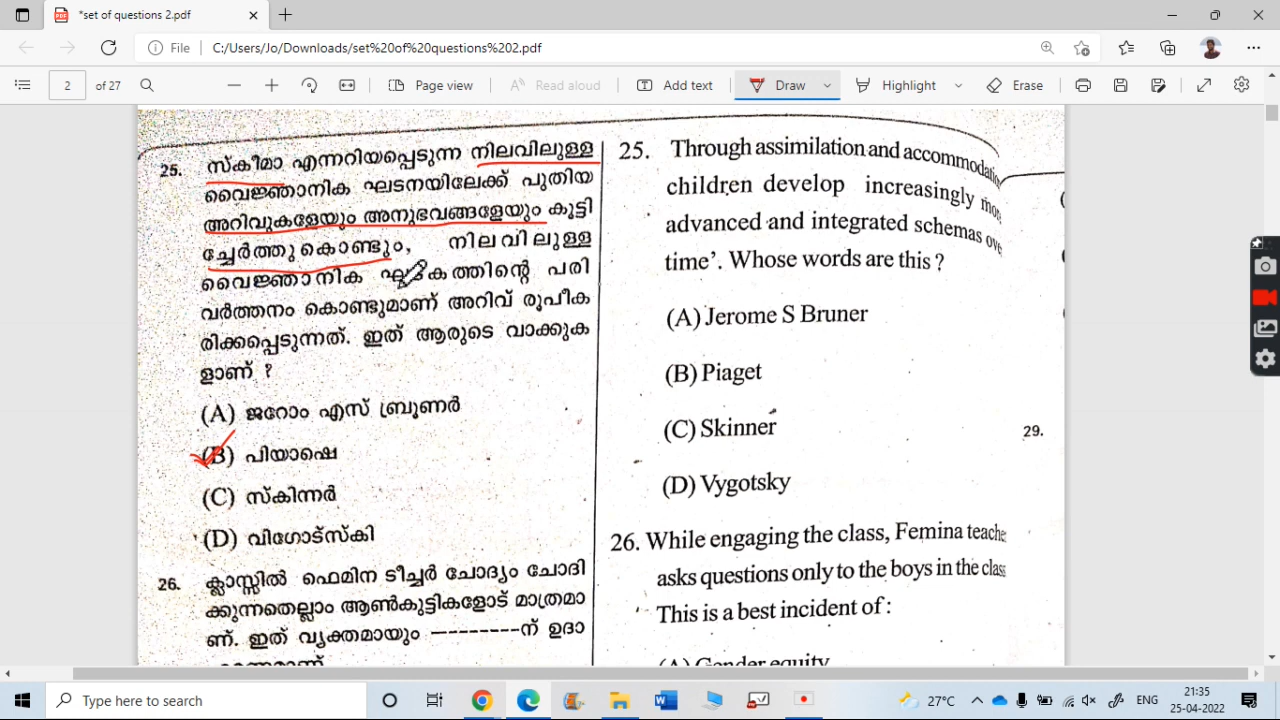 *set of questions 2.pdf
File
C:/Users/Jo/Downloads/set%20of%20questions%202.pdf
2
of 27
Page view
Read aloud
Add text
Draw
Highlight
Erase
25. സ്കീമാ എന്നറിയപ്പെടുന്ന നിലവിലുള്ള
വൈജ്ഞാനിക ഘടനയിലേക്ക് പുതിയ
അറിവുകളേയും അനുഭവങ്ങളേയും കൂട്ടി
ച്ചേർത്തു കൊണ്ടും, നിലവിലുള്ള
വൈജ്ഞാനിക ഘടകത്തിന്റെ പരി
വർത്തനം കൊണ്ടുമാണ് അറിവ് രൂപീക
രിക്കപ്പെടുന്നത്. ഇത് ആരുടെ വാക്കുക
ളാണ് ?
(A) ജറോം എസ് ബ്രൂണർ
(B) പിയാഷെ
(C) സ്കിന്നർ
(D) വിഗോട്സ്കി
26. ക്ലാസ്സിൽ ഫെമിന ടീച്ചർ ചോദ്യം ചോദി
ക്കുന്നതെല്ലാം ആൺകുട്ടികളോട് മാത്രമാ
ണ്. ഇത് വ്യക്തമായും ---------ന് ഉദാ
25. Through assimilation and
children develop increasingly
advanced and integrated schemas
time'. Whose words are this ?
(A) Jerome S Bruner
(B) Piaget
(C) Skinner
(D) Vygotsky
26. While engaging the class, Femina
asks questions only to the boys in the
This is a best incident of :
(A) Gender equity
29.
Type here to search
27°C
ENG
21:35
25-04-2022